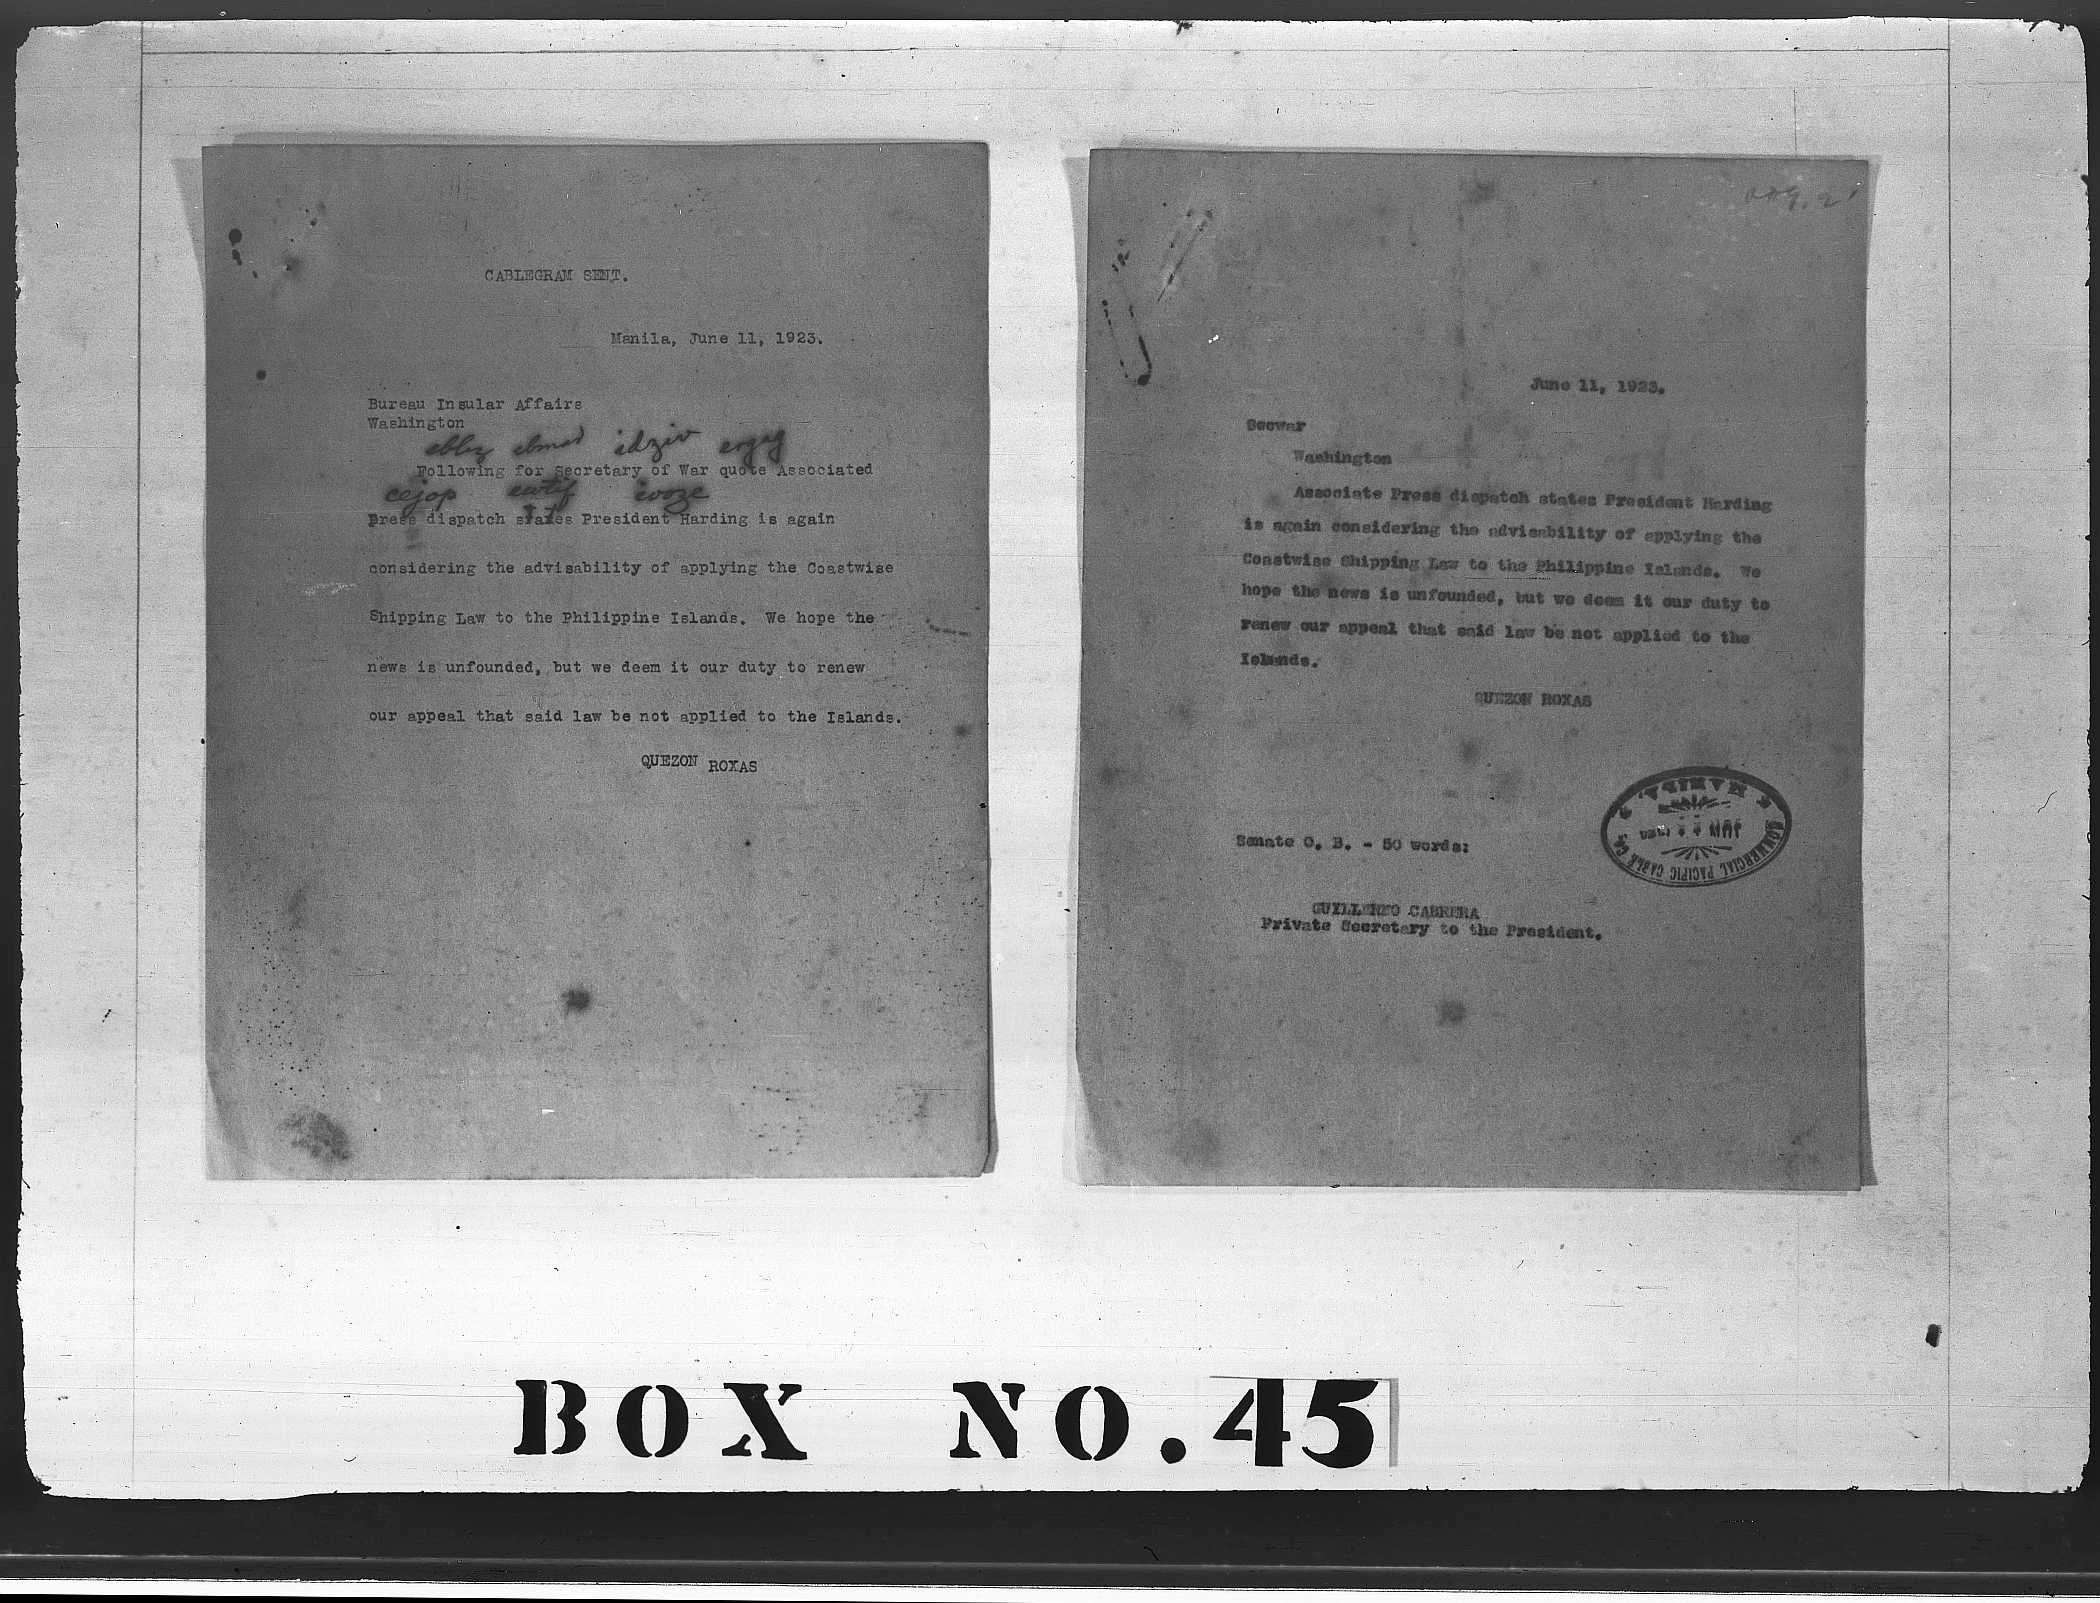 CABLEGRAM SENT.
Manila, June 11, 1923.
Bureau Insular Affairs
Washington
Following for Secretary of War quote Associated
cejop
Press dispatch states President Harding is again
considering the advisability of applying the Coastwise
Shipping Law to the Philippine Islands. We hope the
news is unfounded, but we deem it our duty to renew
our appeal that said law be not applied to the Islands.
QUEZON ROXAS
June 11, 1923.
Secwar
Washington
Associate Press dispatch states President Harding
is again considering the advisability of applying the
Coastwise Shipping Law to the Philippine Islands. We
hope the news is unfounded, but we deem it our duty to
renew our appeal that said law be not applied to the
Islands.
QUEZON ROXAS
COMMERCIAL PACIFIC CABLE CO.
MANILA,
JUN 11
Senate O. B. - 50 words:
GUILLERMO CABRERA
Private Secretary to the President.
BOX NO. 45